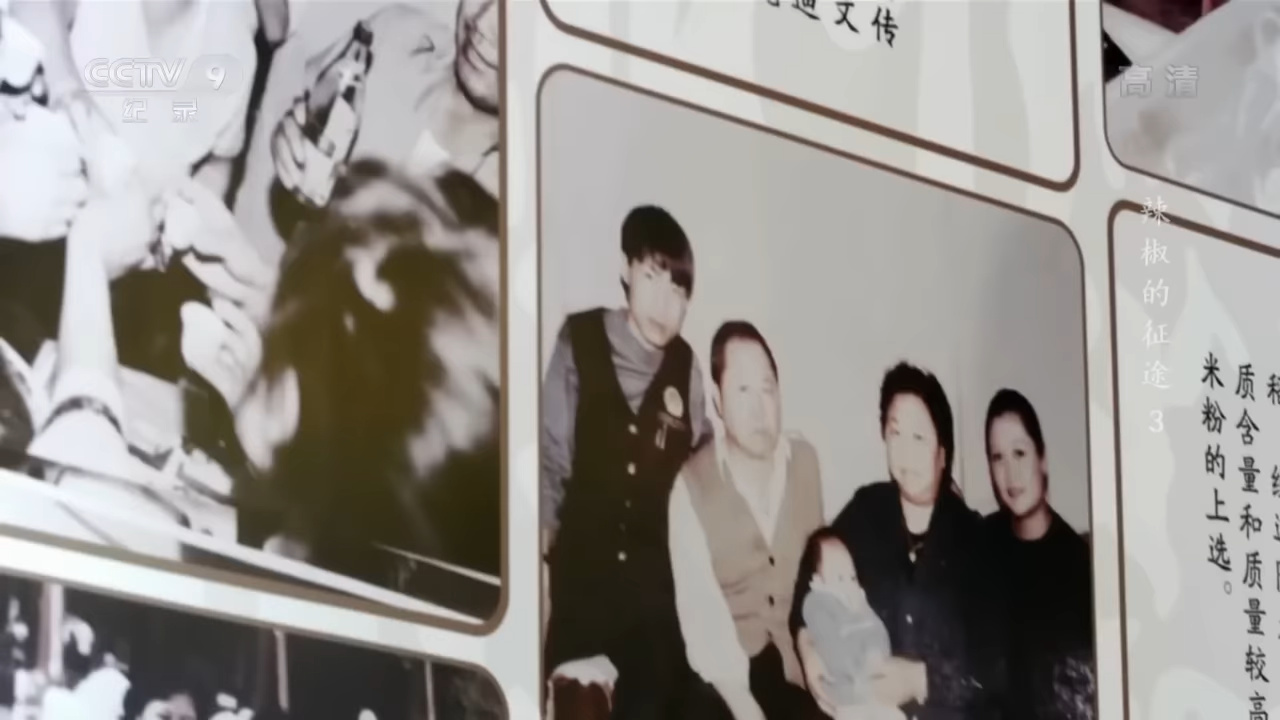 CCTV 9
纪录
高清
辣椒的征途 3
迪文传
质含量和质量较高
米粉的上选。